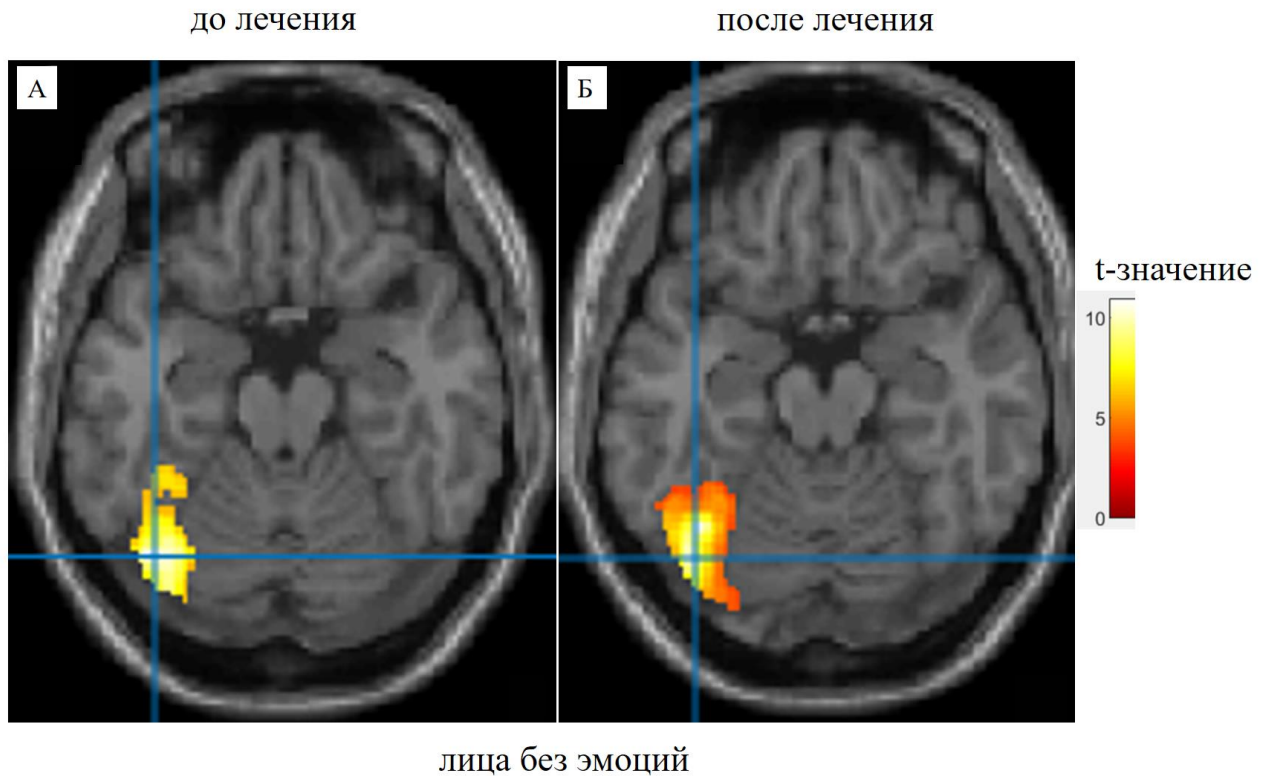 до лечения
после лечения
А
Б
t-значение
10
5
0
лица без эмоций